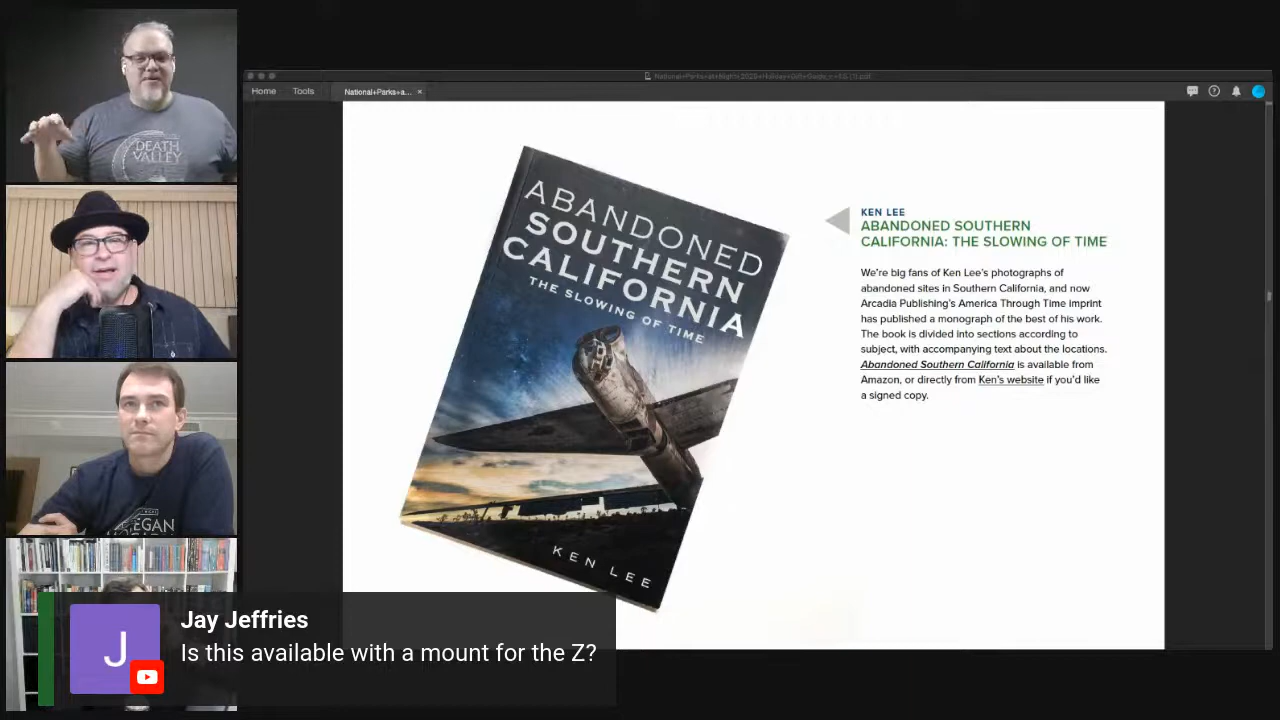 DEATH
VALLEY
EGAN
Home
Tools
National+Parks+a...
ABANDONED
SOUTHERN
CALIFORNIA
THE SLOWING OF TIME
KEN LEE
KEN LEE
ABANDONED SOUTHERN
CALIFORNIA: THE SLOWING OF TIME
We're big fans of Ken Lee's photographs of
abandoned sites in Southern California, and now
Arcadia Publishing's America Through Time imprint
has published a monograph of the best of his work.
The book is divided into sections according to
subject, with accompanying text about the locations.
Abandoned Southern California is available from
Amazon, or directly from Ken's website if you'd like
a signed copy.
J
Jay Jeffries
Is this available with a mount for the Z?